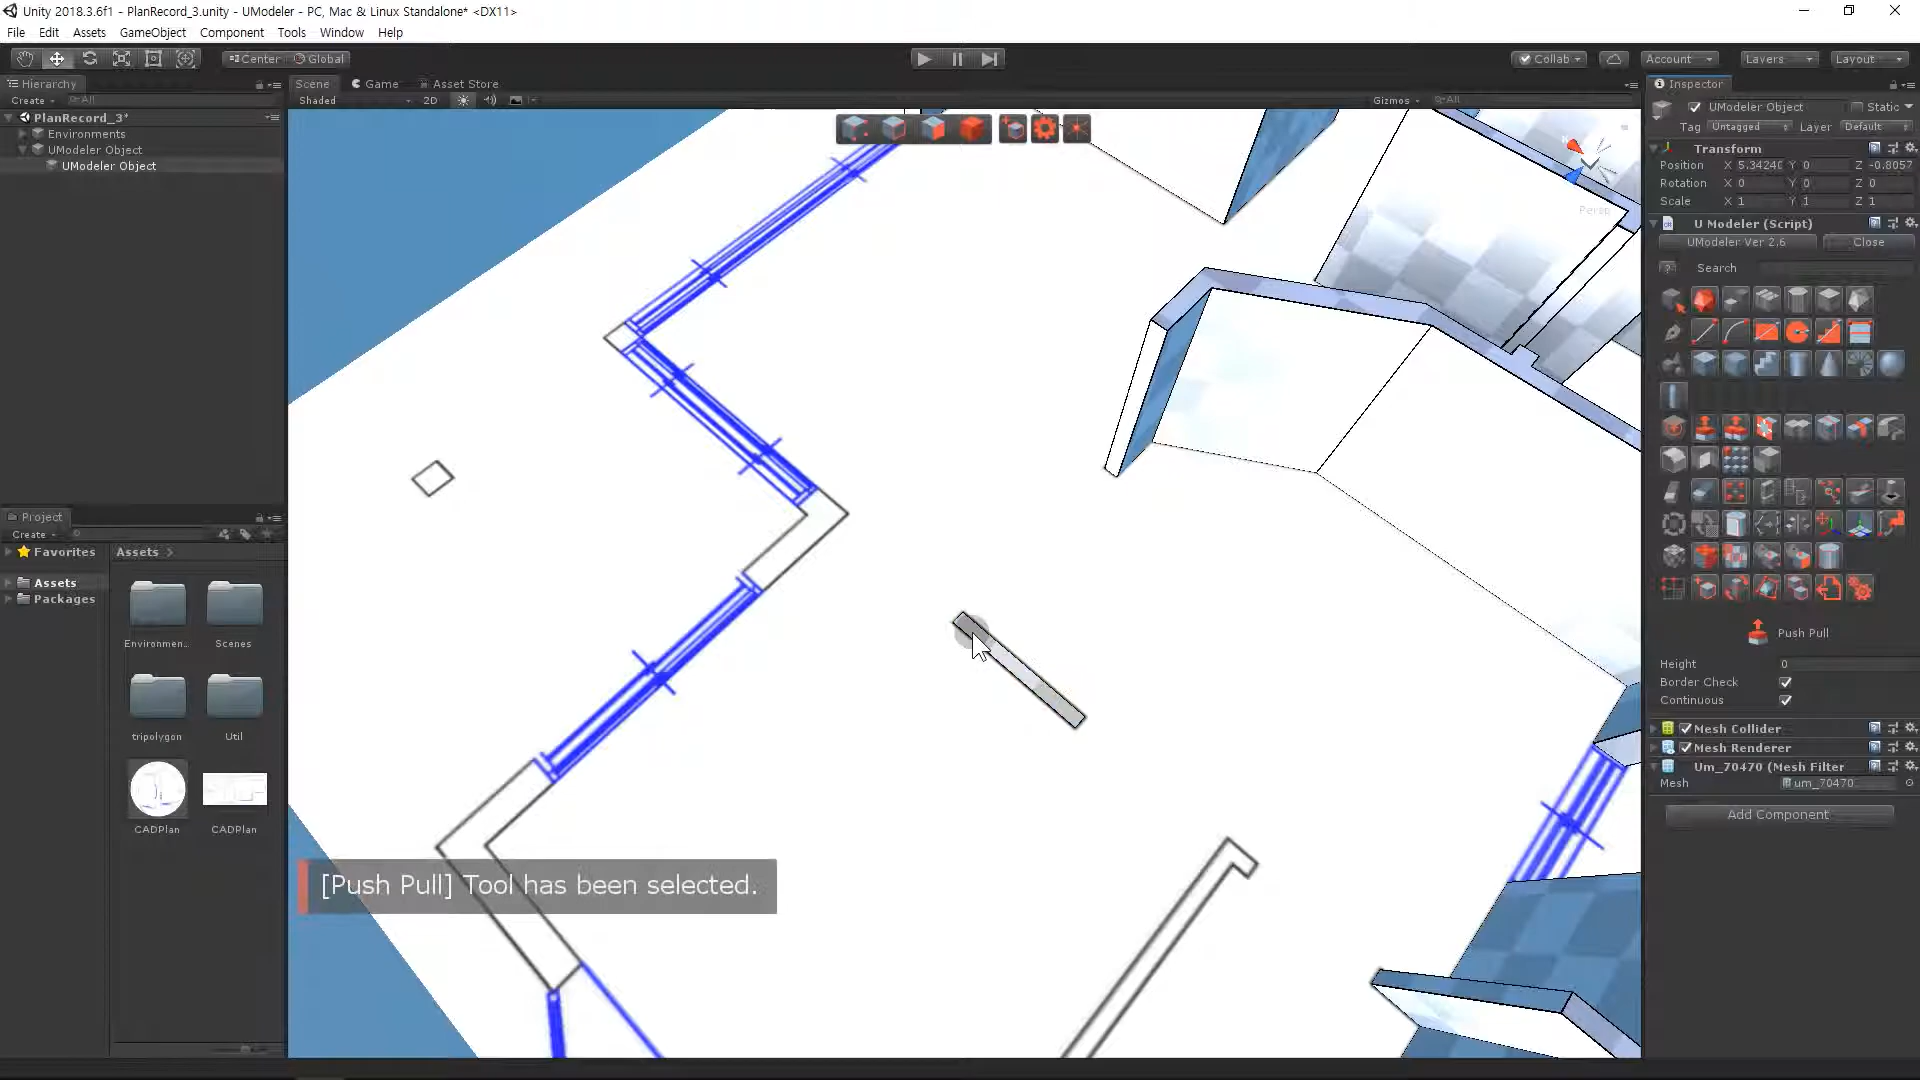 Unity 2018.3.6f1 - PlanRecord_3.unity - UModeler - PC, Mac & Linux Standalone* <DX11>
File Edit Assets GameObject Component Tools Window Help
Center Global
Collab
Account
Layers
Layout
Hierarchy
Create All
PlanRecord_3*
Environments
UModeler Object
UModeler Object
Project
Create
Favorites
Assets
Packages
Assets
Environmen...
Scenes
tripolygon
Util
CADPlan
CADPlan
Scene Game Asset Store
Shaded 2D
Gizmos All
Persp
[Push Pull] Tool has been selected.
Inspector
UModeler Object Static
Tag Untagged Layer Default
Transform
Position X 5.3424 Y 0 Z -0.8057
Rotation X 0 Y 0 Z 0
Scale X 1 Y 1 Z 1
U Modeler (Script)
UModeler Ver 2.6 Close
? Search
Push Pull
Height 0
Border Check
Continuous
Mesh Collider
Mesh Renderer
Um_70470 (Mesh Filter
Mesh um_70470
Add Component